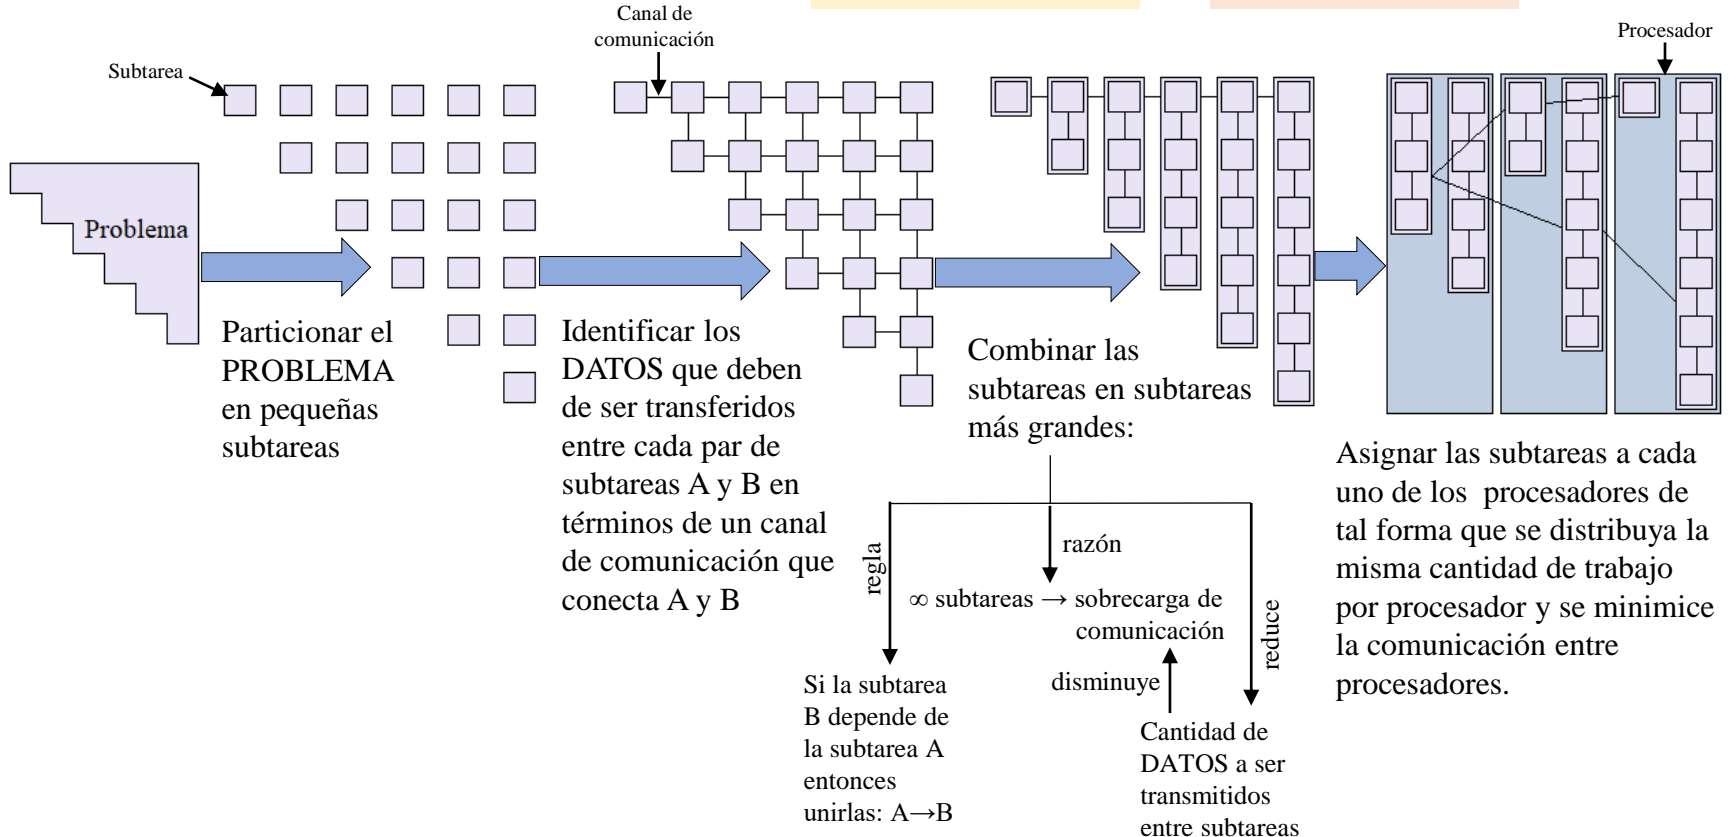 Canal de
comunicación
Procesador
Subtarea
Problema
Particionar el
PROBLEMA
en pequeñas
subtareas
Identificar los
DATOS que deben
de ser transferidos
entre cada par de
subtareas A y B en
términos de un canal
de comunicación que
conecta A y B
Combinar las
subtareas en subtareas
más grandes:
regla
razón
∞ subtareas → sobrecarga de
comunicación
reduce
disminuye
Si la subtarea
B depende de
la subtarea A
entonces
unirlas: A→B
Cantidad de
DATOS a ser
transmitidos
entre subtareas
Asignar las subtareas a cada
uno de los procesadores de
tal forma que se distribuya la
misma cantidad de trabajo
por procesador y se minimice
la comunicación entre
procesadores.